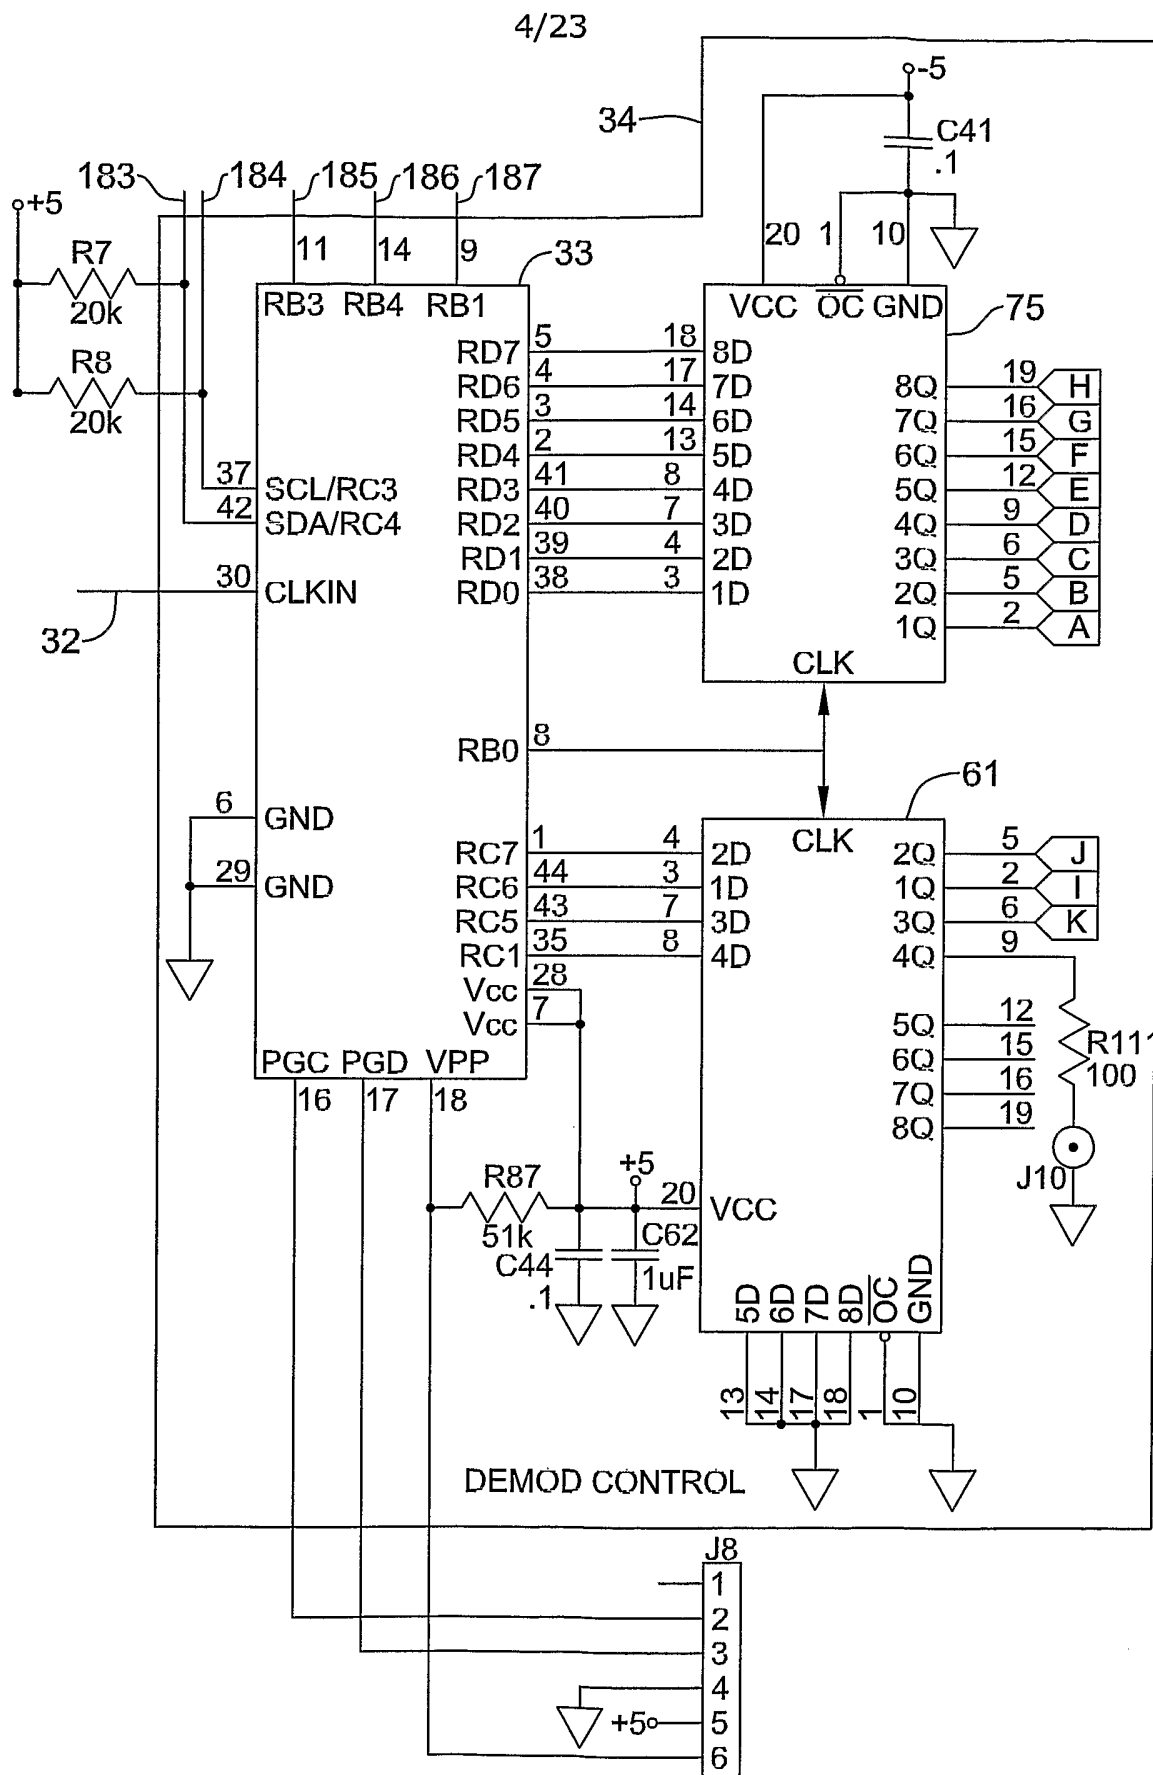 4/23
-5
34
C41
.1
183 184 185 186 187
+5
20 1 10
11 14 9
33
R7
20k
RB3 RB4 RB1
VCC OC GND
75
R8
20k
RD7 5 18 8D
RD6 4 17 7D
8Q 19 H
RD5 3 14 6D
7Q 16 G
RD4 2 13 5D
6Q 15 F
37 SCL/RC3
RD3 41 8 4D
5Q 12 E
42 SDA/RC4
RD2 40 7 3D
4Q 9 D
RD1 39 4 2D
3Q 6 C
30 CLKIN
RD0 38 3 1D
2Q 5 B
32
1Q 2 A
CLK
RB0 8
61
6 GND
CLK
RC7 1 4 2D
2Q 5 J
29 GND
RC6 44 3 1D
1Q 2 I
RC5 43 7 3D
3Q 6 K
RC1 35 8 4D
4Q 9
Vcc 28
Vcc 7
5Q 12
6Q 15
R111
100
PGC PGD VPP
16 17 18
7Q 16
8Q 19
J10
R87
51k
+5
20 VCC
C44
.1
C62
1uF
5D 6D 7D 8D OC GND
13 14 17 18 1 10
DEMOD CONTROL
J8
1
2
3
4
+5 5
6